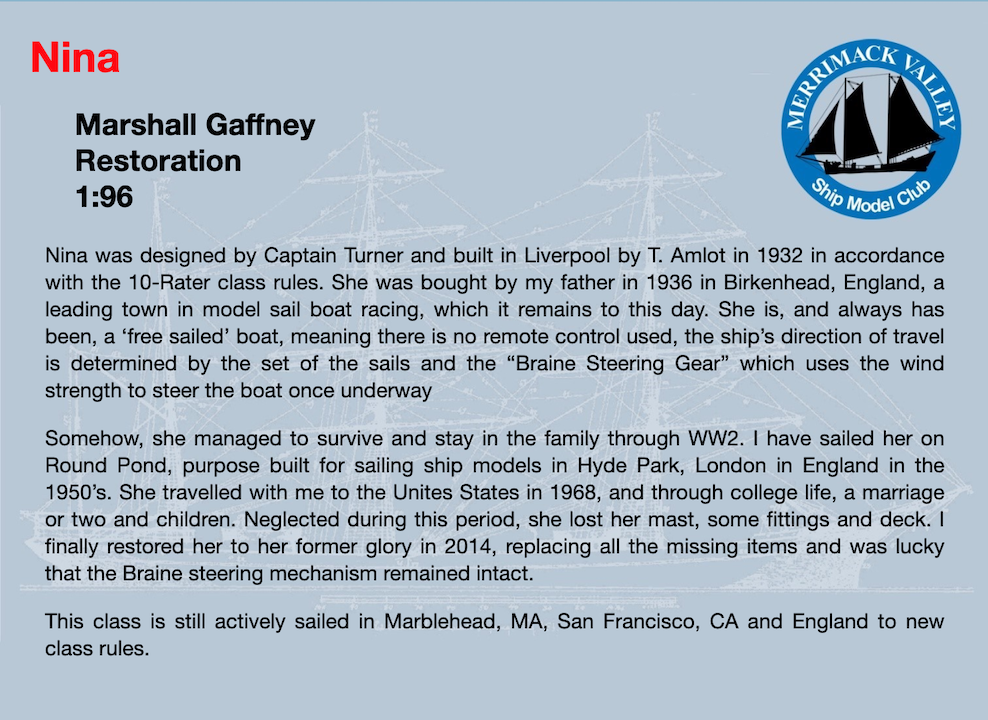 Nina
MERRIMACK VALLEY
Ship Model Club
Marshall Gaffney
Restoration
1:96
Nina was designed by Captain Turner and built in Liverpool by T. Amlot in 1932 in accordance
with the 10-Rater class rules. She was bought by my father in 1936 in Birkenhead, England, a
leading town in model sail boat racing, which it remains to this day. She is, and always has
been, a ‘free sailed’ boat, meaning there is no remote control used, the ship’s direction of travel
is determined by the set of the sails and the “Braine Steering Gear” which uses the wind
strength to steer the boat once underway
Somehow, she managed to survive and stay in the family through WW2. I have sailed her on
Round Pond, purpose built for sailing ship models in Hyde Park, London in England in the
1950’s. She travelled with me to the Unites States in 1968, and through college life, a marriage
or two and children. Neglected during this period, she lost her mast, some fittings and deck. I
finally restored her to her former glory in 2014, replacing all the missing items and was lucky
that the Braine steering mechanism remained intact.
This class is still actively sailed in Marblehead, MA, San Francisco, CA and England to new
class rules.